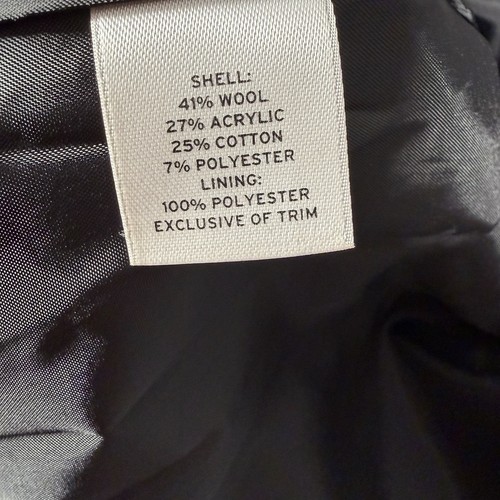 SHELL:
41% WOOL
27% ACRYLIC
25% COTTON
7% POLYESTER
LINING:
100% POLYESTER
EXCLUSIVE OF TRIM